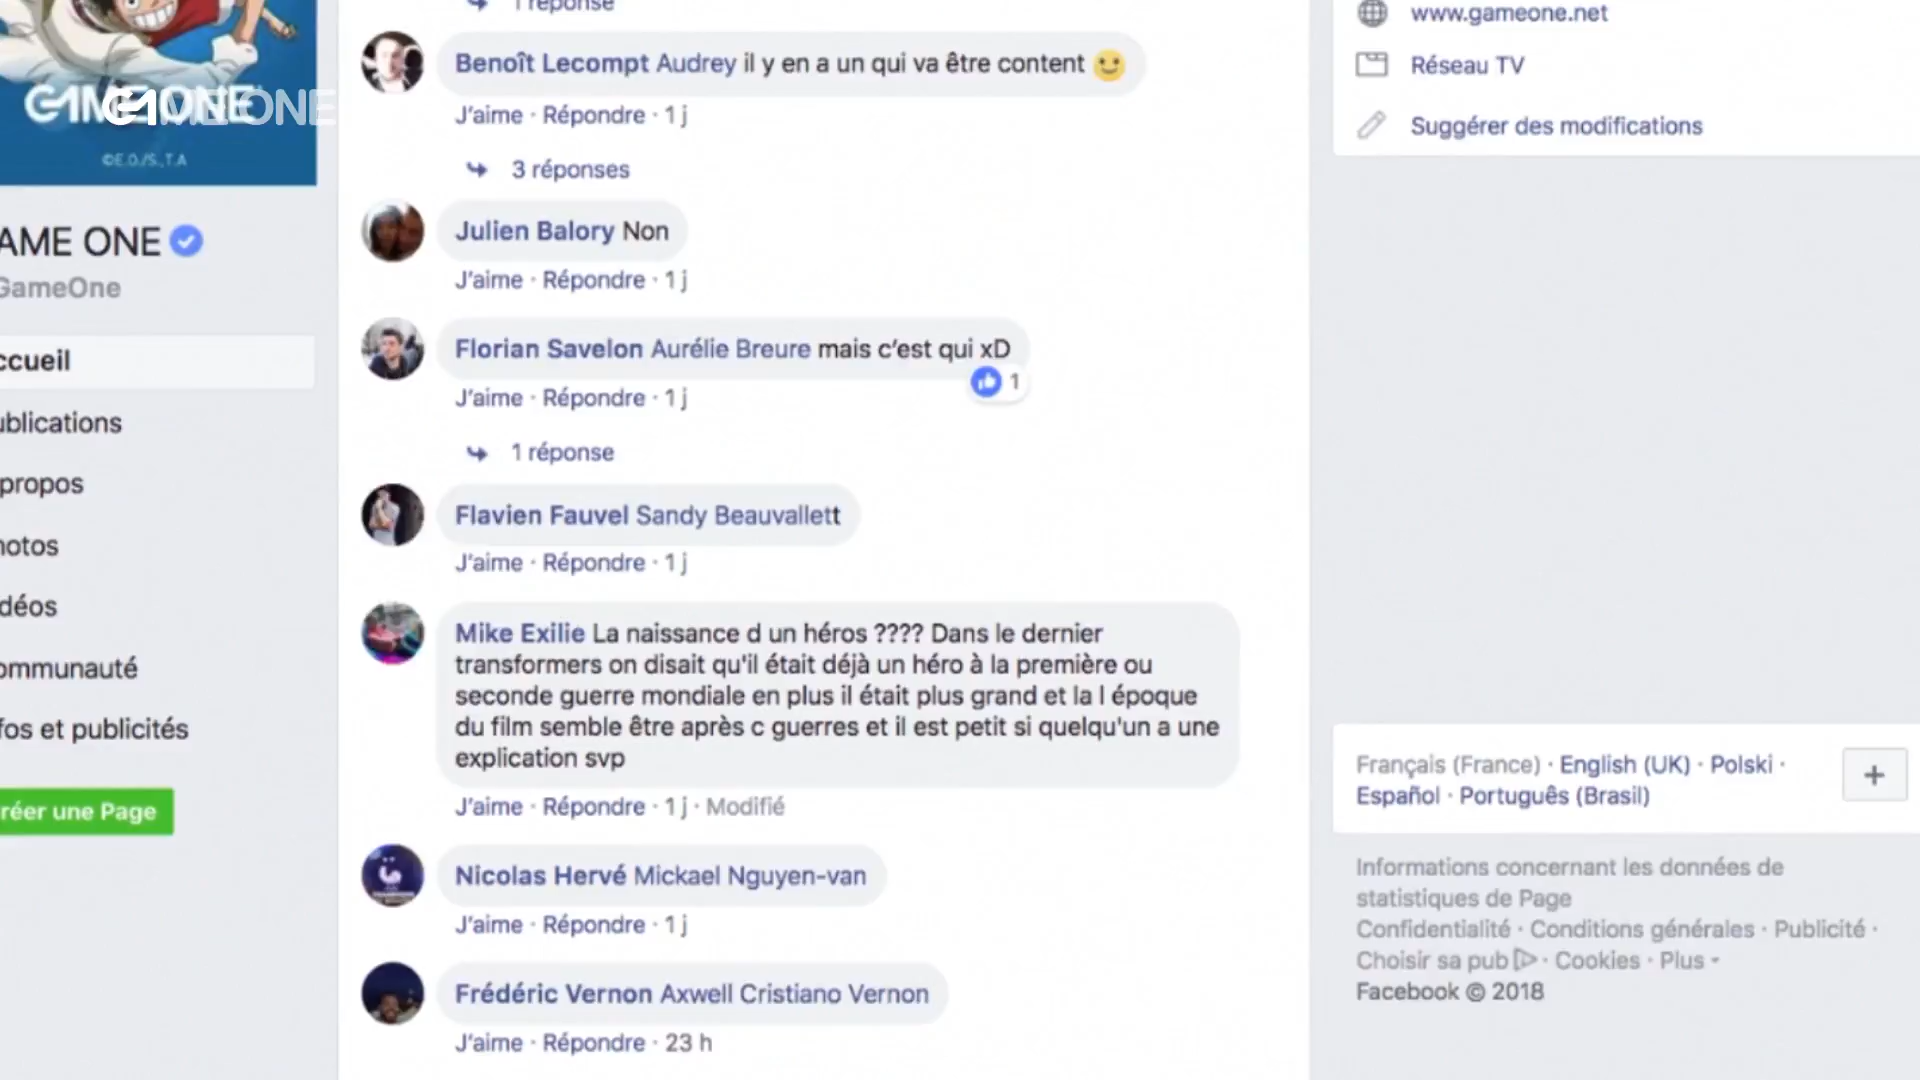 1 réponse
Benoît Lecompt Audrey il y en a un qui va être content
J'aime · Répondre · 1 j
3 réponses
Julien Balory Non
J'aime · Répondre · 1 j
Florian Savelon Aurélie Breure mais c'est qui xD
1
J'aime · Répondre · 1 j
1 réponse
Flavien Fauvel Sandy Beauvallett
J'aime · Répondre · 1 j
Mike Exilie La naissance d un héros ???? Dans le dernier
transformers on disait qu'il était déjà un héro à la première ou
seconde guerre mondiale en plus il était plus grand et la l époque
du film semble être après c guerres et il est petit si quelqu'un a une
explication svp
J'aime · Répondre · 1 j · Modifié
Nicolas Hervé Mickael Nguyen-van
J'aime · Répondre · 1 j
Frédéric Vernon Axwell Cristiano Vernon
J'aime · Répondre · 23 h
GAMEONE
GAMEONE
©E.O./S.,T.A
AME ONE
GameOne
ccueil
ublications
propos
hotos
déos
ommunauté
fos et publicités
réer une Page
www.gameone.net
Réseau TV
Suggérer des modifications
Français (France) · English (UK) · Polski ·
Español · Português (Brasil)
+
Informations concernant les données de
statistiques de Page
Confidentialité · Conditions générales · Publicité ·
Choisir sa pub · Cookies · Plus
Facebook © 2018